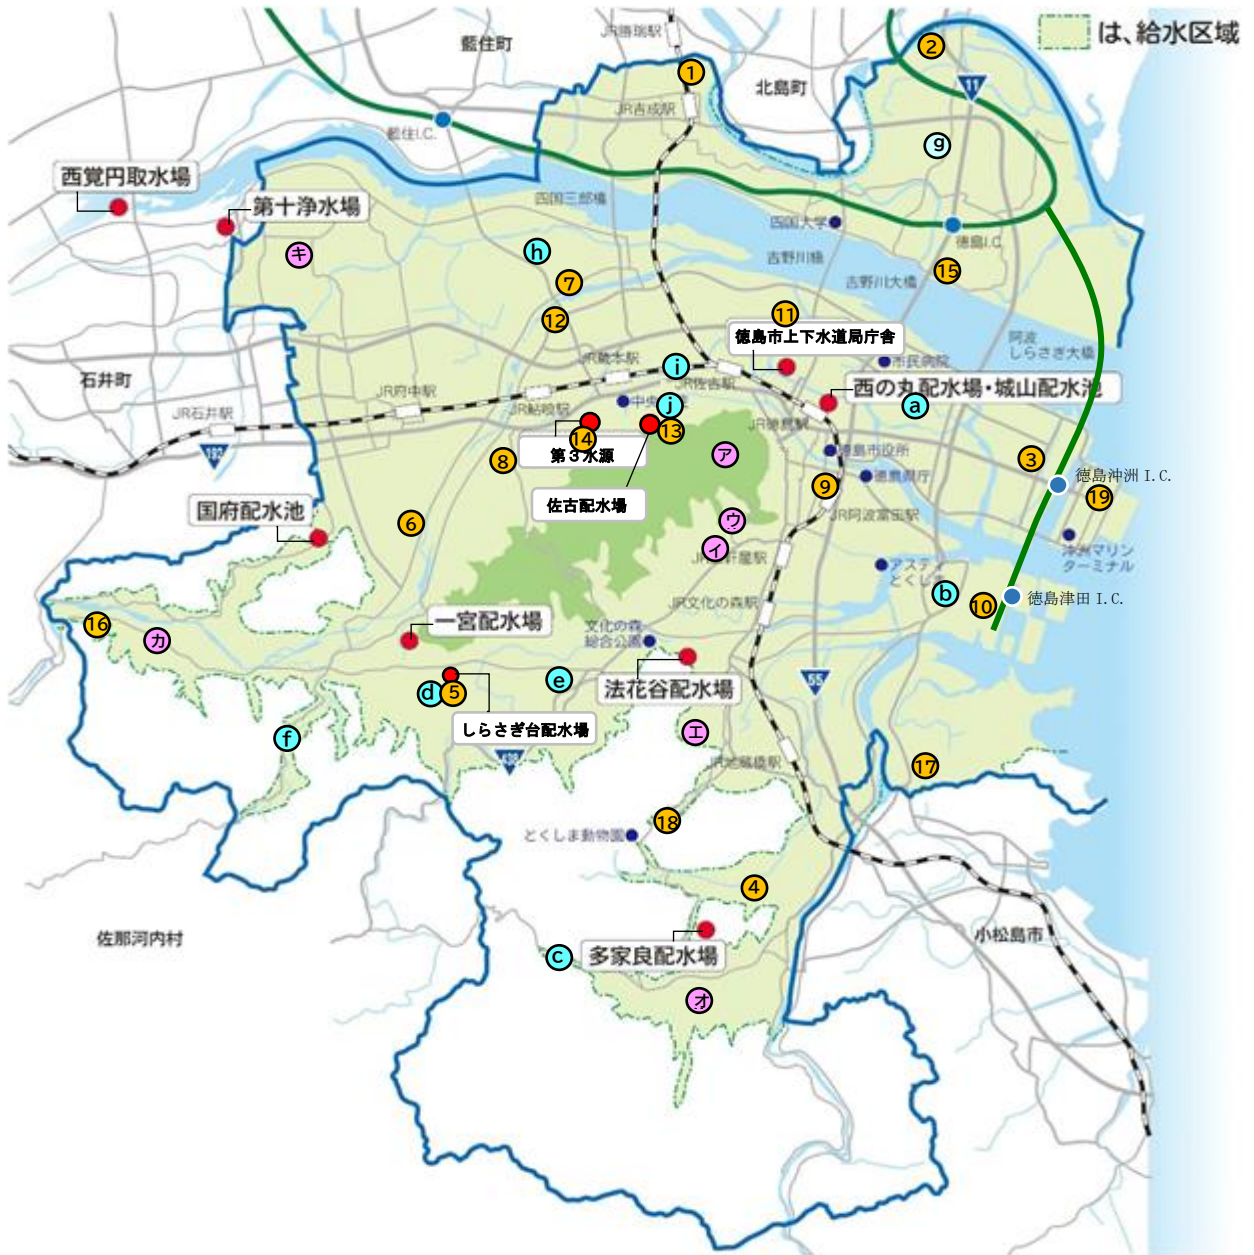 は、給水区域
藍住町
JR勝瑞駅
①
②
北島町
11
JR吉成駅
藍住I.C.
g
西覚円取水場
第十浄水場
四国三郎橋
四国大学
徳島I.C
キ
h
吉野川橋
⑦
吉野川大橋
⑮
⑫
⑪
徳島市上下水道局庁舎
阿波
しらさぎ大橋
JR蔵本駅
i
JR佐古駅
市民病院
石井町
JR府中駅
西の丸配水場・城山配水池
a
JR石井駅
JR鮎喰駅
j
JR徳島駅
192
⑭
第3水源
⑬
ア
徳島市役所
⑧
③
徳島沖洲 I.C.
徳島県庁
⑨
⑲
佐古配水場
国府配水池
⑥
ウ
JR阿波富田駅
イ
沖洲マリン
ターミナル
アスティ
とくしま
b
⑩
徳島津田 I.C.
JR文化の森駅
⑯
カ
一宮配水場
文化の森
総合公園
法花谷配水場
55
d
⑤
e
しらさぎ台配水場
f
438
エ
JR地蔵橋駅
⑰
⑱
とくしま動物園
④
佐那河内村
小松島市
c
多家良配水場
オ